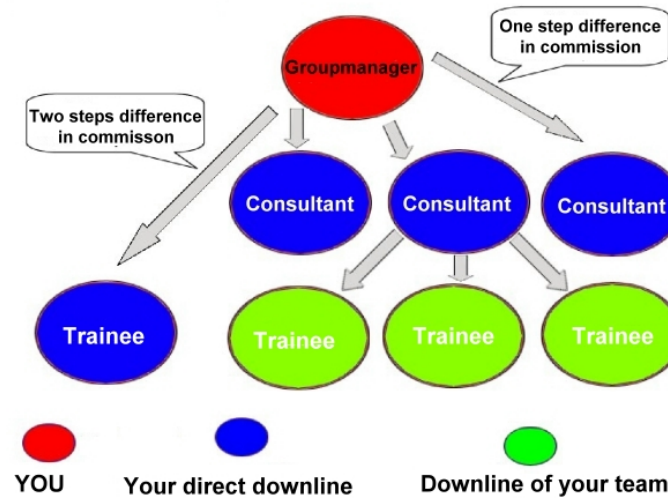 One step difference
in commission
Groupmanager
Two steps difference
in commisson
Consultant
Consultant
Consultant
Trainee
Trainee
Trainee
Trainee
YOU
Your direct downline
Downline of your team